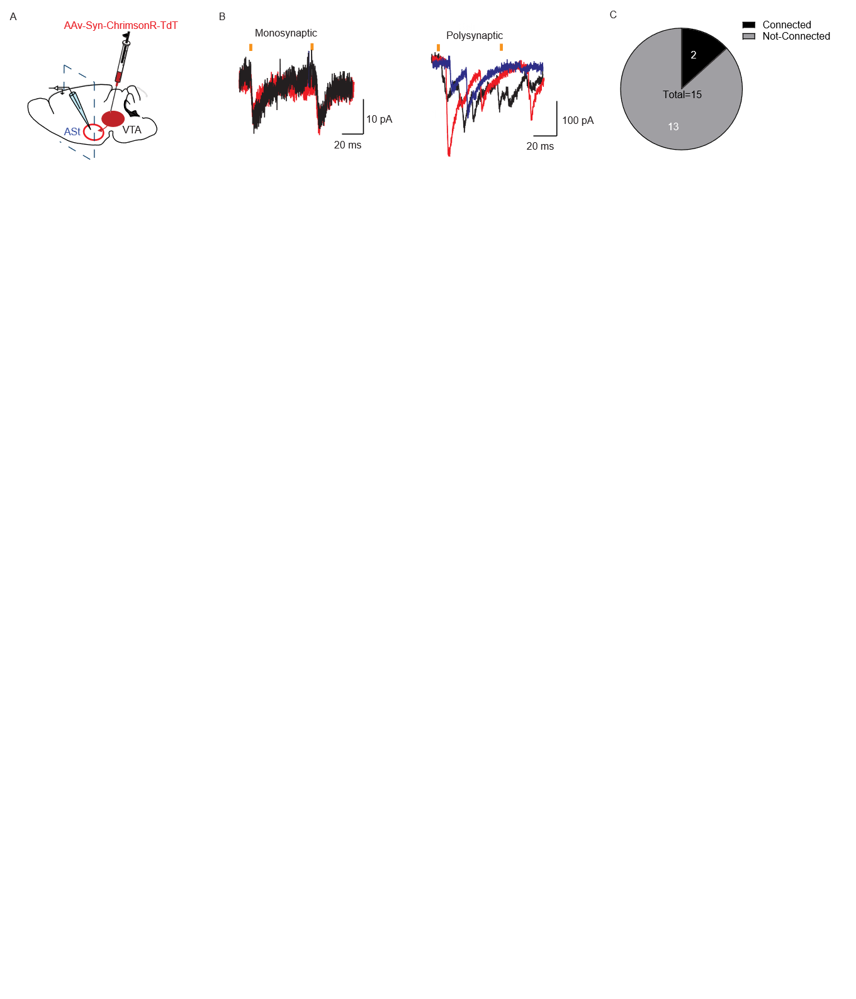 A
AAv-Syn-ChrimsonR-TdT
ASt
VTA
B
Monosynaptic
10 pA
20 ms
Polysynaptic
100 pA
20 ms
C
Connected
Not-Connected
2
Total=15
13